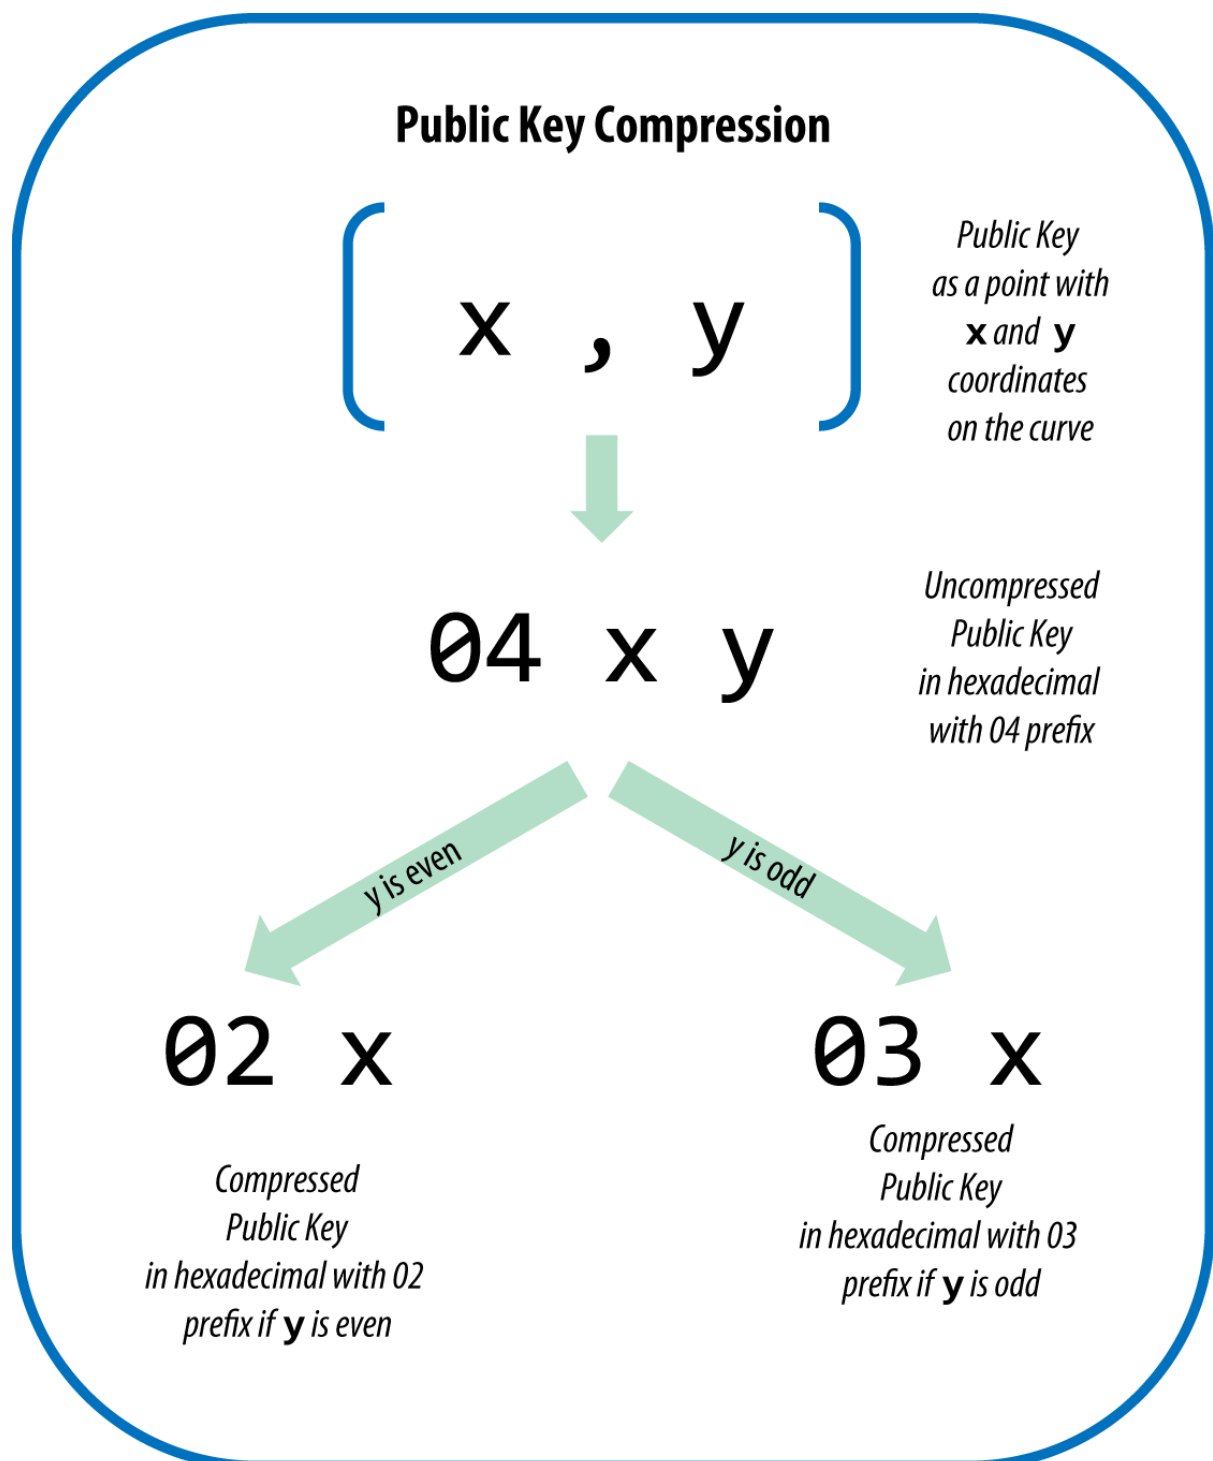 Public Key Compression
x , y
Public Key
as a point with
x and y
coordinates
on the curve
04 x y
Uncompressed
Public Key
in hexadecimal
with 04 prefix
y is even
y is odd
02 x
03 x
Compressed
Public Key
in hexadecimal with 02
prefix if y is even
Compressed
Public Key
in hexadecimal with 03
prefix if y is odd